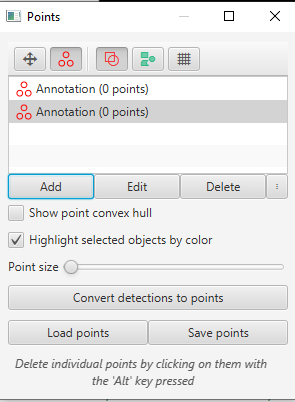 Points
Annotation (0 points)
Annotation (0 points)
Add Edit Delete
Show point convex hull
Highlight selected objects by color
Point size
Convert detections to points
Load points Save points
Delete individual points by clicking on them with
the 'Alt' key pressed